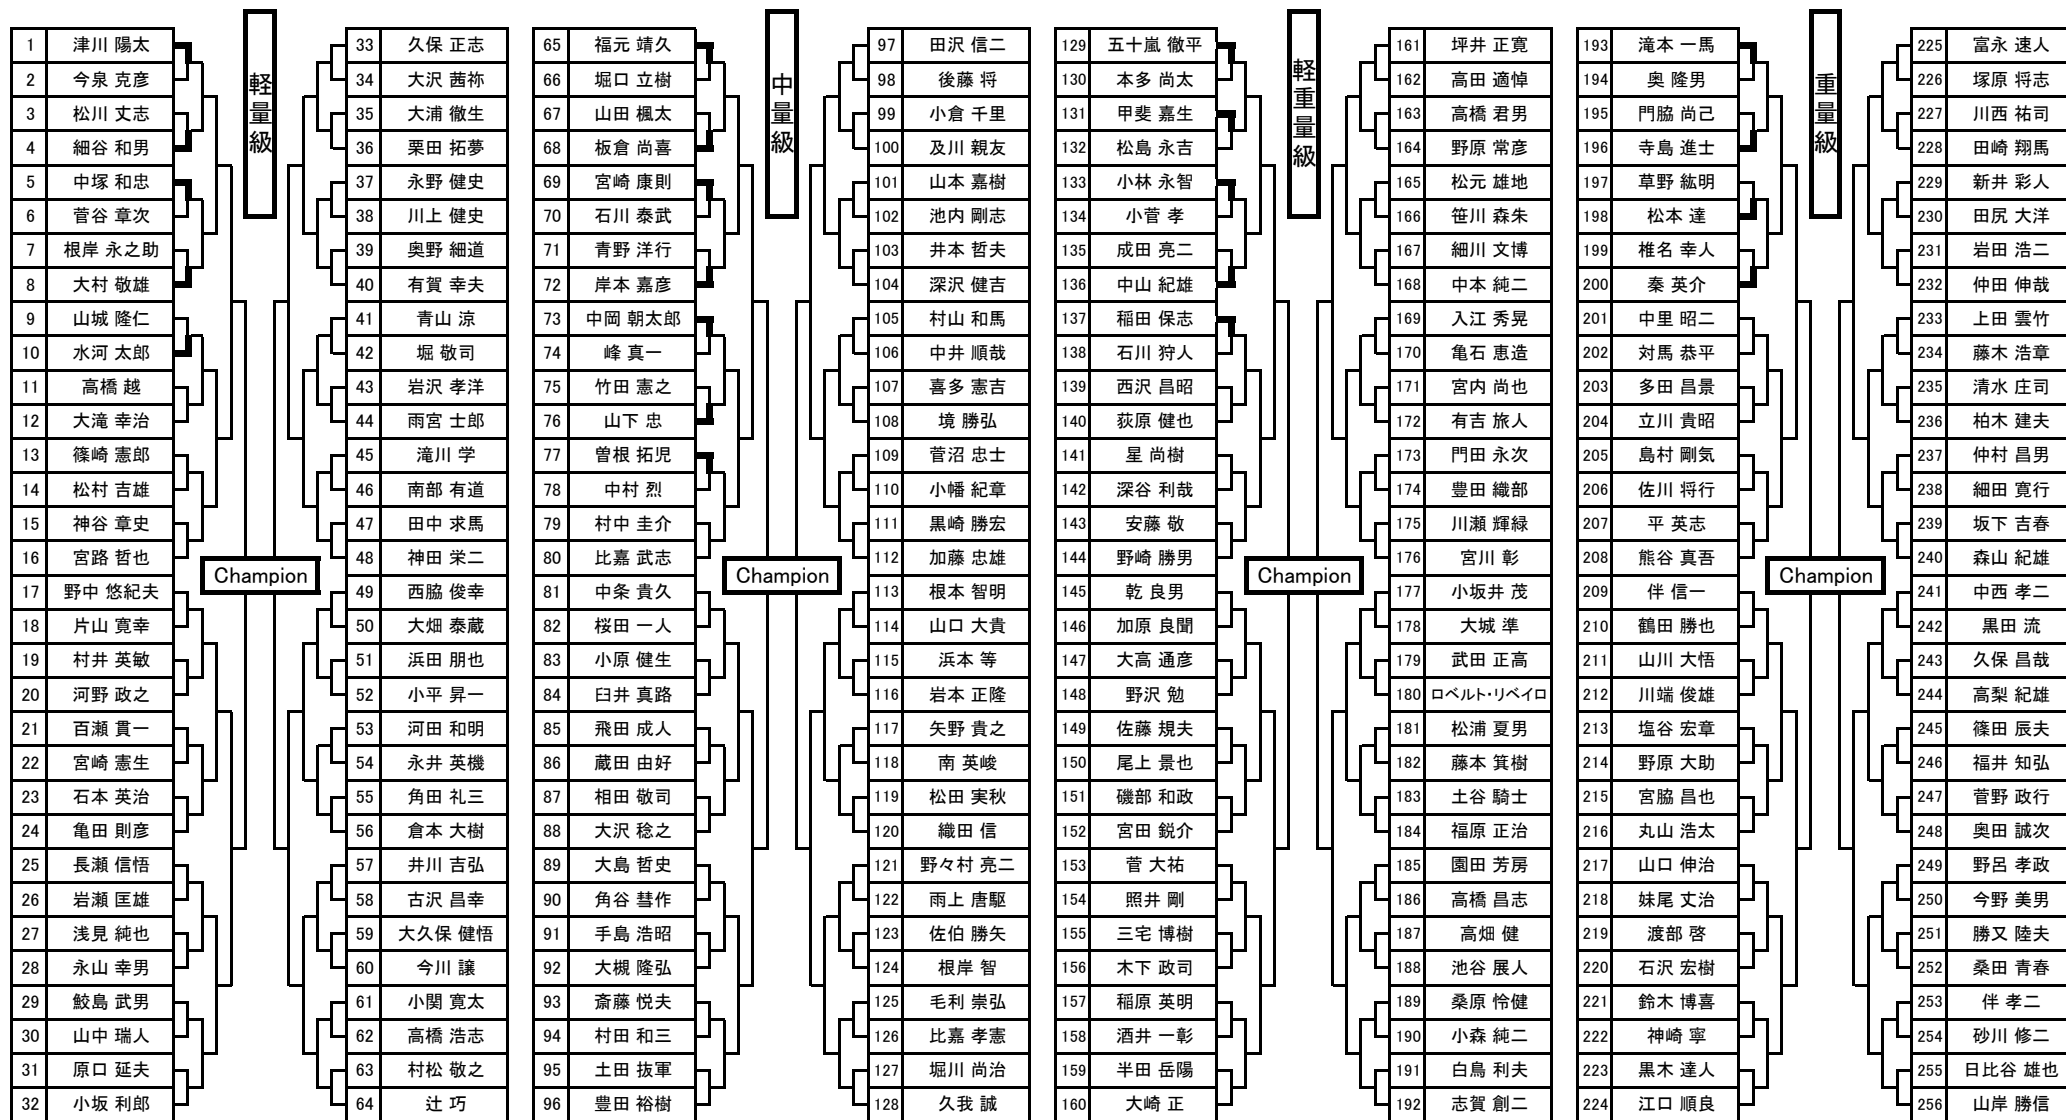 軽量級
1 津川 陽太
2 今泉 克彦
3 松川 丈志
4 細谷 和男
5 中塚 和忠
6 菅谷 章次
7 根岸 永之助
8 大村 敬雄
9 山城 隆仁
10 水河 太郎
11 高橋 越
12 大滝 幸治
13 篠崎 憲郎
14 松村 吉雄
15 神谷 章史
16 宮路 哲也
17 野中 悠紀夫
18 片山 寛幸
19 村井 英敏
20 河野 政之
21 百瀬 貫一
22 宮崎 憲生
23 石本 英治
24 亀田 則彦
25 長瀬 信悟
26 岩瀬 匡雄
27 浅見 純也
28 永山 幸男
29 鮫島 武男
30 山中 瑞人
31 原口 延夫
32 小坂 利郎
Champion
33 久保 正志
34 大沢 茜祢
35 大浦 徹生
36 栗田 拓夢
37 永野 健史
38 川上 健史
39 奥野 細道
40 有賀 幸夫
41 青山 涼
42 堀 敬司
43 岩沢 孝洋
44 雨宮 士郎
45 滝川 学
46 南部 有道
47 田中 求馬
48 神田 栄二
49 西脇 俊幸
50 大畑 泰蔵
51 浜田 朋也
52 小平 昇一
53 河田 和明
54 永井 英機
55 角田 礼三
56 倉本 大樹
57 井川 吉弘
58 古沢 昌幸
59 大久保 健悟
60 今川 譲
61 小関 寛太
62 高橋 浩志
63 村松 敬之
64 辻 巧
中量級
65 福元 靖久
66 堀口 立樹
67 山田 楓太
68 板倉 尚喜
69 宮崎 康則
70 石川 泰武
71 青野 洋行
72 岸本 嘉彦
73 中岡 朝太郎
74 峰 真一
75 竹田 憲之
76 山下 忠
77 曽根 拓児
78 中村 烈
79 村中 圭介
80 比嘉 武志
81 中条 貴久
82 桜田 一人
83 小原 健生
84 臼井 真路
85 飛田 成人
86 蔵田 由好
87 相田 敬司
88 大沢 稔之
89 大島 哲史
90 角谷 彗作
91 手島 浩昭
92 大槻 隆弘
93 斎藤 悦夫
94 村田 和三
95 土田 抜軍
96 豊田 裕樹
Champion
97 田沢 信二
98 後藤 将
99 小倉 千里
100 及川 親友
101 山本 嘉樹
102 池内 剛志
103 井本 哲夫
104 深沢 健吉
105 村山 和馬
106 中井 順哉
107 喜多 憲吉
108 境 勝弘
109 菅沼 忠士
110 小幡 紀章
111 黒崎 勝宏
112 加藤 忠雄
113 根本 智明
114 山口 大貴
115 浜本 等
116 岩本 正隆
117 矢野 貴之
118 南 英峻
119 松田 実秋
120 織田 信
121 野々村 亮二
122 雨上 唐駆
123 佐伯 勝矢
124 根岸 智
125 毛利 崇弘
126 比嘉 孝憲
127 堀川 尚治
128 久我 誠
軽重量級
129 五十嵐 徹平
130 本多 尚太
131 甲斐 嘉生
132 松島 永吉
133 小林 永智
134 小菅 孝
135 成田 亮二
136 中山 紀雄
137 稲田 保志
138 石川 狩人
139 西沢 昌昭
140 荻原 健也
141 星 尚樹
142 深谷 利哉
143 安藤 敬
144 野崎 勝男
145 乾 良男
146 加原 良聞
147 大高 通彦
148 野沢 勉
149 佐藤 規夫
150 尾上 景也
151 磯部 和政
152 宮田 鋭介
153 菅 大祐
154 照井 剛
155 三宅 博樹
156 木下 政司
157 稲原 英明
158 酒井 一彰
159 半田 岳陽
160 大崎 正
Champion
161 坪井 正寛
162 高田 適悼
163 高橋 君男
164 野原 常彦
165 松元 雄地
166 笹川 森朱
167 細川 文博
168 中本 純二
169 入江 秀晃
170 亀石 恵造
171 宮内 尚也
172 有吉 旅人
173 門田 永次
174 豊田 織部
175 川瀬 輝緑
176 宮川 彰
177 小坂井 茂
178 大城 準
179 武田 正高
180 ロベルト・リベイロ
181 松浦 夏男
182 藤本 箕樹
183 土谷 騎士
184 福原 正治
185 園田 芳房
186 高橋 昌志
187 高畑 健
188 池谷 展人
189 桑原 怜健
190 小森 純二
191 白鳥 利夫
192 志賀 創二
重量級
193 滝本 一馬
194 奥 隆男
195 門脇 尚己
196 寺島 進士
197 草野 紘明
198 松本 達
199 椎名 幸人
200 秦 英介
201 中里 昭二
202 対馬 恭平
203 多田 昌景
204 立川 貴昭
205 島村 剛気
206 佐川 将行
207 平 英志
208 熊谷 真吾
209 伴 信一
210 鶴田 勝也
211 山川 大悟
212 川端 俊雄
213 塩谷 宏章
214 野原 大助
215 宮脇 昌也
216 丸山 浩太
217 山口 伸治
218 妹尾 丈治
219 渡部 啓
220 石沢 宏樹
221 鈴木 博喜
222 神崎 寧
223 黒木 達人
224 江口 順良
Champion
225 富永 速人
226 塚原 将志
227 川西 祐司
228 田崎 翔馬
229 新井 彩人
230 田尻 大洋
231 岩田 浩二
232 仲田 伸哉
233 上田 雲竹
234 藤木 浩章
235 清水 庄司
236 柏木 建夫
237 仲村 昌男
238 細田 寛行
239 坂下 吉春
240 森山 紀雄
241 中西 孝二
242 黒田 流
243 久保 昌哉
244 高梨 紀雄
245 篠田 辰夫
246 福井 知弘
247 菅野 政行
248 奥田 誠次
249 野呂 孝政
250 今野 美男
251 勝又 陸夫
252 桑田 青春
253 伴 孝二
254 砂川 修二
255 日比谷 雄也
256 山岸 勝信